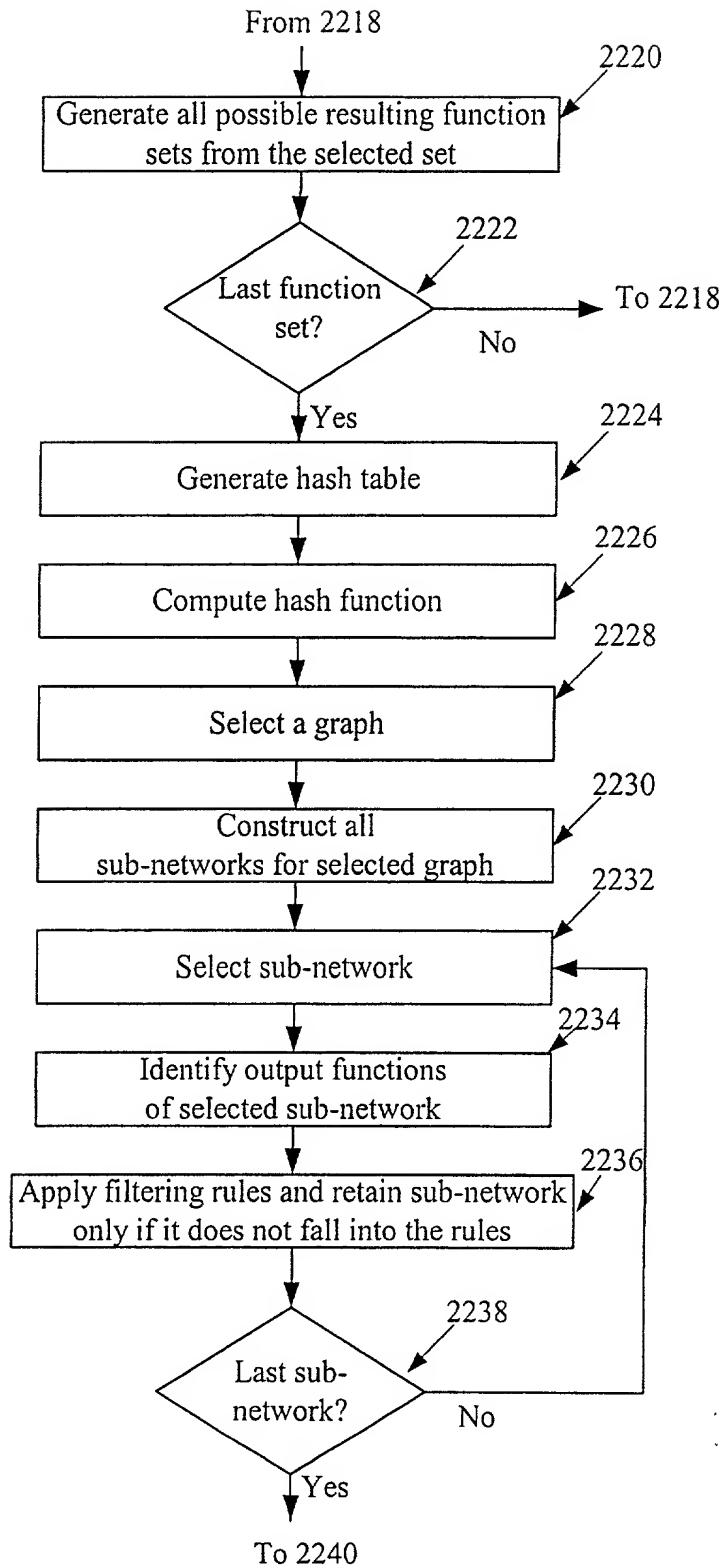 From 2218
2220
Generate all possible resulting function
sets from the selected set
2222
Last function
set?
To 2218
No
Yes
2224
Generate hash table
2226
Compute hash function
2228
Select a graph
2230
Construct all
sub-networks for selected graph
2232
Select sub-network
2234
Identify output functions
of selected sub-network
2236
Apply filtering rules and retain sub-network
only if it does not fall into the rules
2238
Last sub-
network?
No
Yes
To 2240